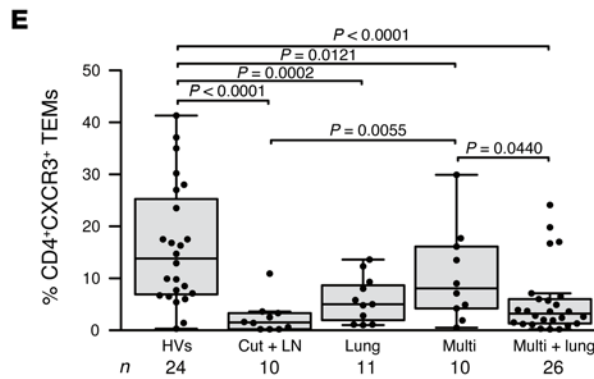 E
P < 0.0001
P = 0.0121
P = 0.0002
P < 0.0001
P = 0.0055
P = 0.0440
% CD4⁺CXCR3⁺ TEMs
50
40
30
20
10
0
HVs Cut + LN Lung Multi Multi + lung
n 24 10 11 10 26